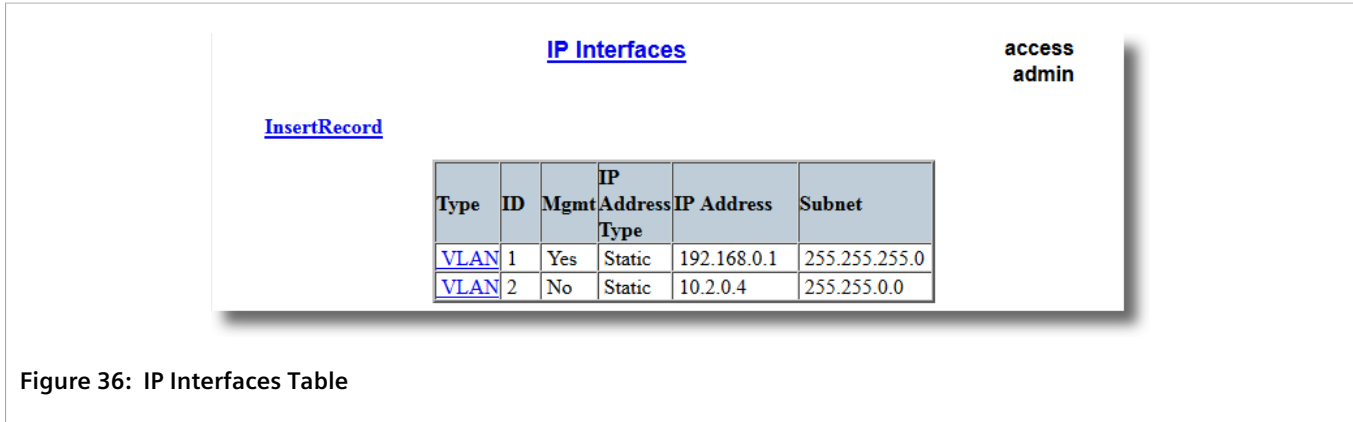 IP Interfaces
access
admin
InsertRecord
Type ID Mgmt IP Address Type IP Address Subnet
VLAN 1 Yes Static 192.168.0.1 255.255.255.0
VLAN 2 No Static 10.2.0.4 255.255.0.0
Figure 36: IP Interfaces Table